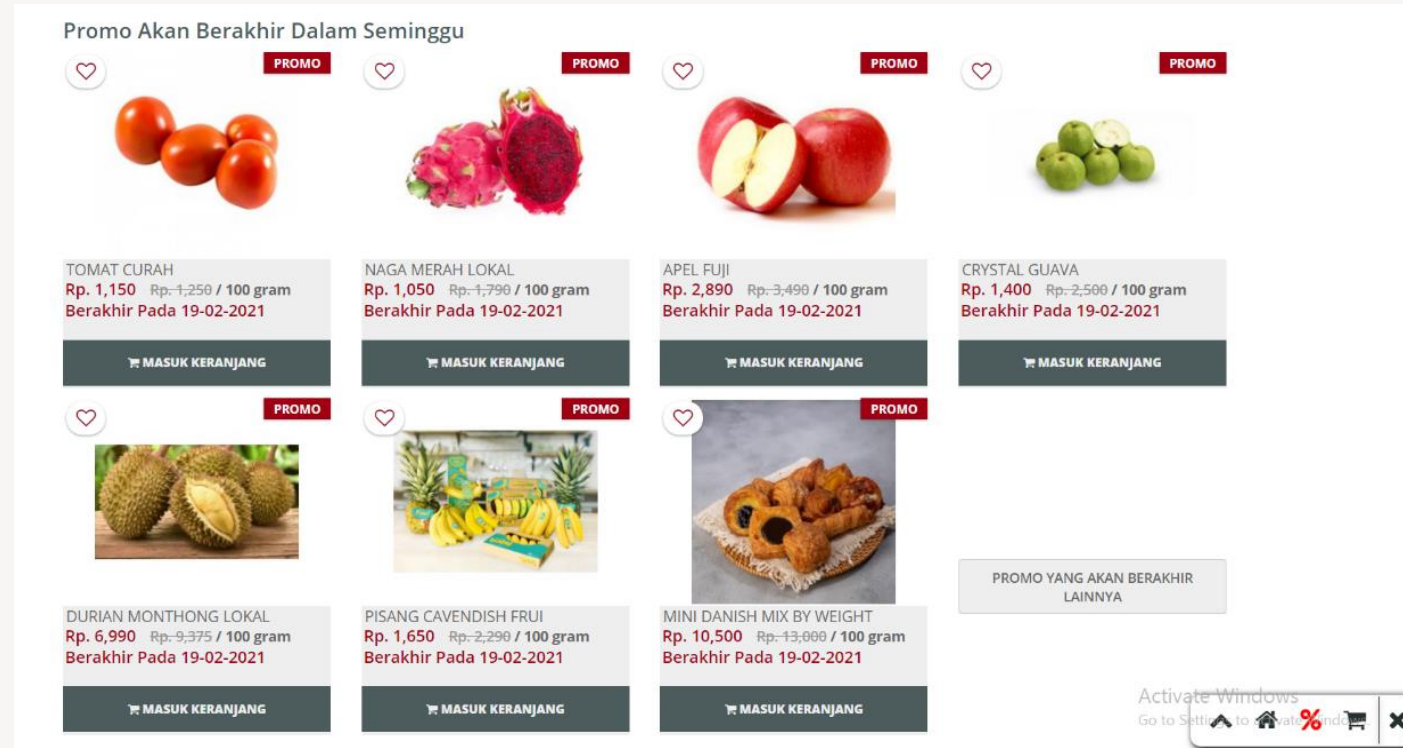 Promo Akan Berakhir Dalam Seminggu
PROMO
PROMO
PROMO
PROMO
TOMAT CURAH
Rp. 1,150 Rp. 1,250 / 100 gram
Berakhir Pada 19-02-2021
MASUK KERANJANG
NAGA MERAH LOKAL
Rp. 1,050 Rp. 1,790 / 100 gram
Berakhir Pada 19-02-2021
MASUK KERANJANG
APEL FUJI
Rp. 2,890 Rp. 3,490 / 100 gram
Berakhir Pada 19-02-2021
MASUK KERANJANG
CRYSTAL GUAVA
Rp. 1,400 Rp. 2,500 / 100 gram
Berakhir Pada 19-02-2021
MASUK KERANJANG
PROMO
PROMO
PROMO
DURIAN MONTHONG LOKAL
Rp. 6,990 Rp. 9,375 / 100 gram
Berakhir Pada 19-02-2021
MASUK KERANJANG
PISANG CAVENDISH FRUI
Rp. 1,650 Rp. 2,290 / 100 gram
Berakhir Pada 19-02-2021
MASUK KERANJANG
MINI DANISH MIX BY WEIGHT
Rp. 10,500 Rp. 13,000 / 100 gram
Berakhir Pada 19-02-2021
MASUK KERANJANG
PROMO YANG AKAN BERAKHIR
LAINNYA
Activate Windows
Go to Settings to activate Windows.
%